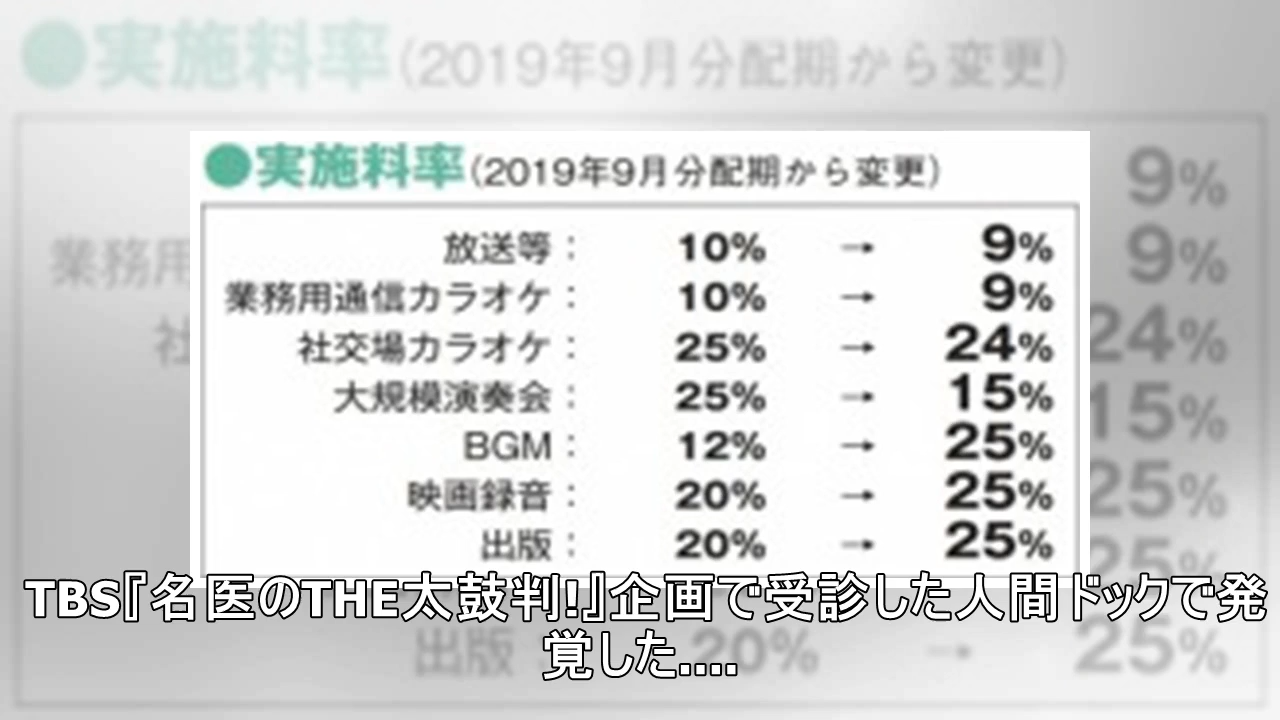 ●実施料率(2019年9月分配期から変更)
放送等： 10% → 9%
業務用通信カラオケ： 10% → 9%
社交場カラオケ： 25% → 24%
大規模演奏会： 25% → 15%
BGM： 12% → 25%
映画録音： 20% → 25%
出版： 20% → 25%
TBS『名医のTHE太鼓判!』企画で受診した人間ドックで発
覚した....